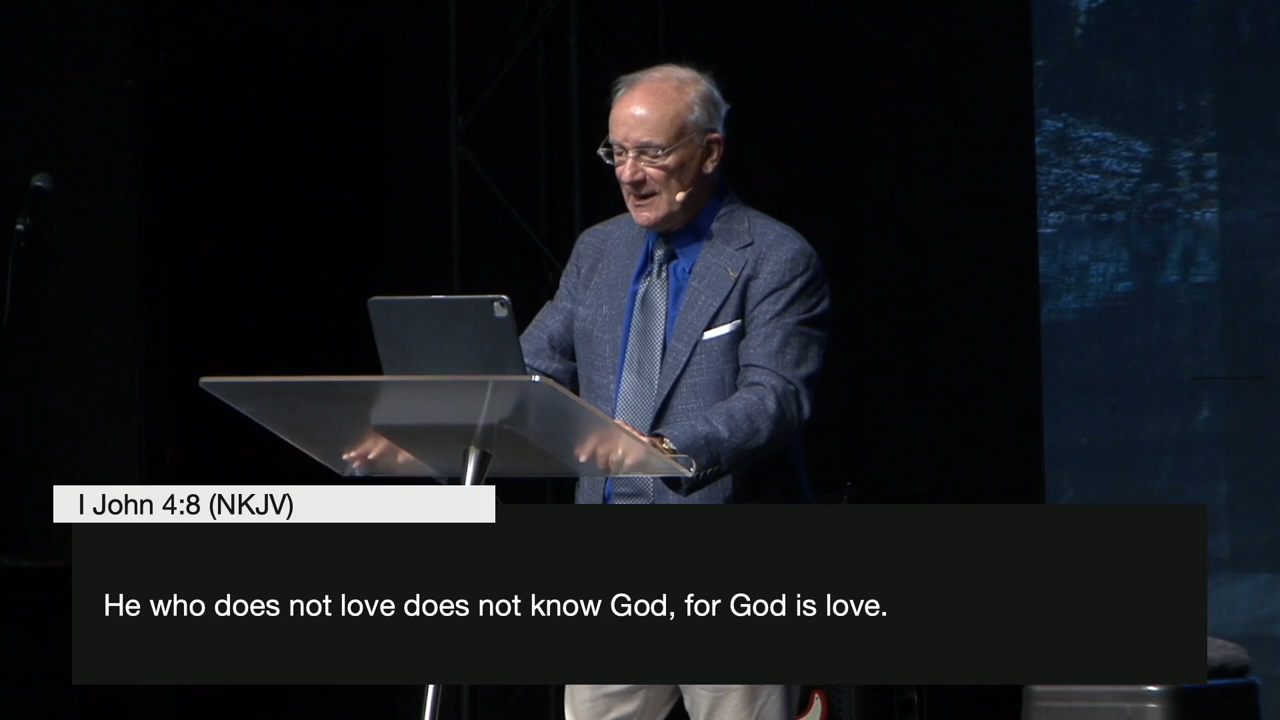 I John 4:8 (NKJV)
He who does not love does not know God, for God is love.